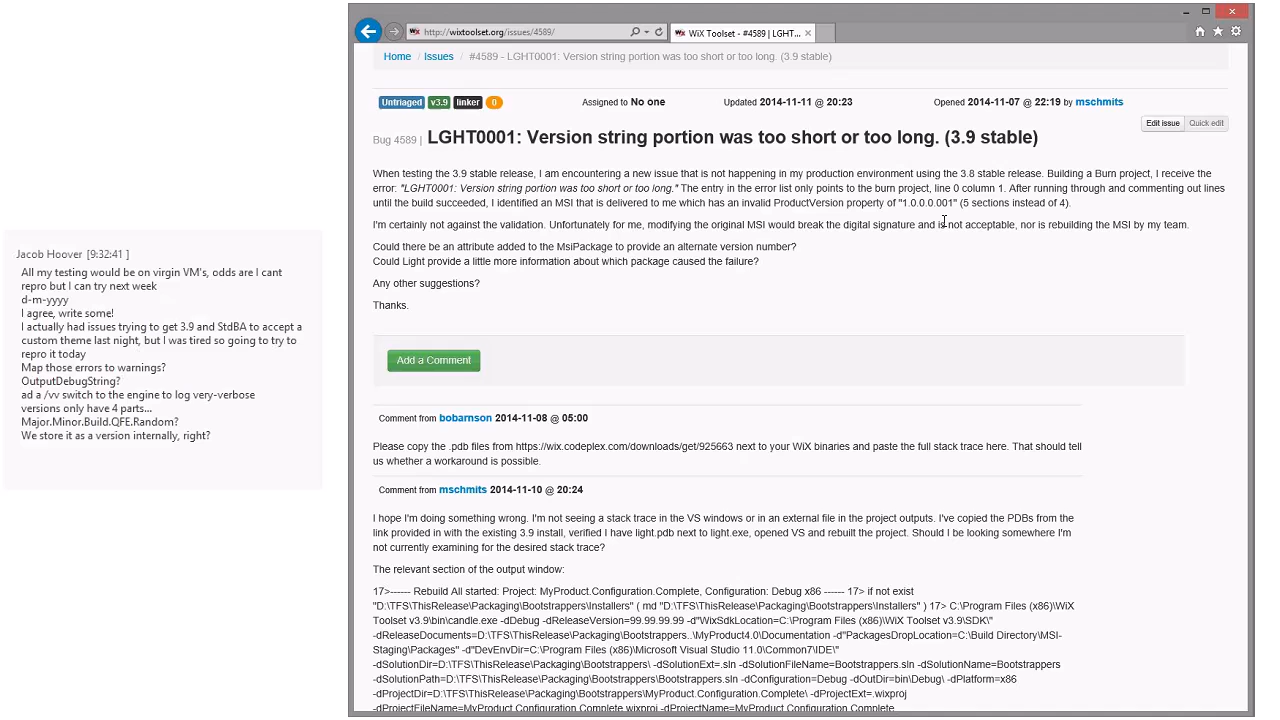 Jacob Hoover [9:32:41 ]
All my testing would be on virgin VM's, odds are I cant
repro but I can try next week
d-m-yyyy
I agree, write some!
I actually had issues trying to get 3.9 and StdBA to accept a
custom theme last night, but I was tired so going to try to
repro it today
Map those errors to warnings?
OutputDebugString?
ad a /vv switch to the engine to log very-verbose
versions only have 4 parts...
Major.Minor.Build.QFE.Random?
We store it as a version internally, right?
http://wixtoolset.org/issues/4589/
WiX Toolset - #4589 | LGHT...
Home / Issues / #4589 - LGHT0001: Version string portion was too short or too long. (3.9 stable)
Untriaged v3.9 linker 0 Assigned to No one Updated 2014-11-11 @ 20:23 Opened 2014-11-07 @ 22:19 by mschmits
Edit issue Quick edit
Bug 4589 | LGHT0001: Version string portion was too short or too long. (3.9 stable)
When testing the 3.9 stable release, I am encountering a new issue that is not happening in my production environment using the 3.8 stable release. Building a Burn project, I receive the
error: "LGHT0001: Version string portion was too short or too long." The entry in the error list only points to the burn project, line 0 column 1. After running through and commenting out lines
until the build succeeded, I identified an MSI that is delivered to me which has an invalid ProductVersion property of "1.0.0.0.001" (5 sections instead of 4).
I'm certainly not against the validation. Unfortunately for me, modifying the original MSI would break the digital signature and is not acceptable, nor is rebuilding the MSI by my team.
Could there be an attribute added to the MsiPackage to provide an alternate version number?
Could Light provide a little more information about which package caused the failure?
Any other suggestions?
Thanks.
Add a Comment
Comment from bobarnson 2014-11-08 @ 05:00
Please copy the .pdb files from https://wix.codeplex.com/downloads/get/925663 next to your WiX binaries and paste the full stack trace here. That should tell
us whether a workaround is possible.
Comment from mschmits 2014-11-10 @ 20:24
I hope I'm doing something wrong. I'm not seeing a stack trace in the VS windows or in an external file in the project outputs. I've copied the PDBs from the
link provided in with the existing 3.9 install, verified I have light.pdb next to light.exe, opened VS and rebuilt the project. Should I be looking somewhere I'm
not currently examining for the desired stack trace?
The relevant section of the output window:
17>------ Rebuild All started: Project: MyProduct.Configuration.Complete, Configuration: Debug x86 ------ 17> if not exist
"D:\TFS\ThisRelease\Packaging\Bootstrappers\Installers" ( md "D:\TFS\ThisRelease\Packaging\Bootstrappers\Installers" ) 17> C:\Program Files (x86)\WiX
Toolset v3.9\bin\candle.exe -dDebug -dReleaseVersion=99.99.99.99 -d"WixSdkLocation=C:\Program Files (x86)\WiX Toolset v3.9\SDK\"
-dReleaseDocuments=D:\TFS\ThisRelease\Packaging\Bootstrappers..\MyProduct4.0\Documentation -d"PackagesDropLocation=C:\Build Directory\MSI-
Staging\Packages" -d"DevEnvDir=C:\Program Files (x86)\Microsoft Visual Studio 11.0\Common7\IDE\"
-dSolutionDir=D:\TFS\ThisRelease\Packaging\Bootstrappers\ -dSolutionExt=.sln -dSolutionFileName=Bootstrappers.sln -dSolutionName=Bootstrappers
-dSolutionPath=D:\TFS\ThisRelease\Packaging\Bootstrappers\Bootstrappers.sln -dConfiguration=Debug -dOutDir=bin\Debug\ -dPlatform=x86
-dProjectDir=D:\TFS\ThisRelease\Packaging\Bootstrappers\MyProduct.Configuration.Complete\ -dProjectExt=.wixproj
-dProjectFileName=MyProduct.Configuration.Complete.wixproj -dProjectName=MyProduct.Configuration.Complete